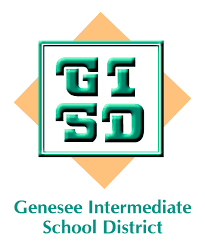 GI
SD
Genesee Intermediate
School District